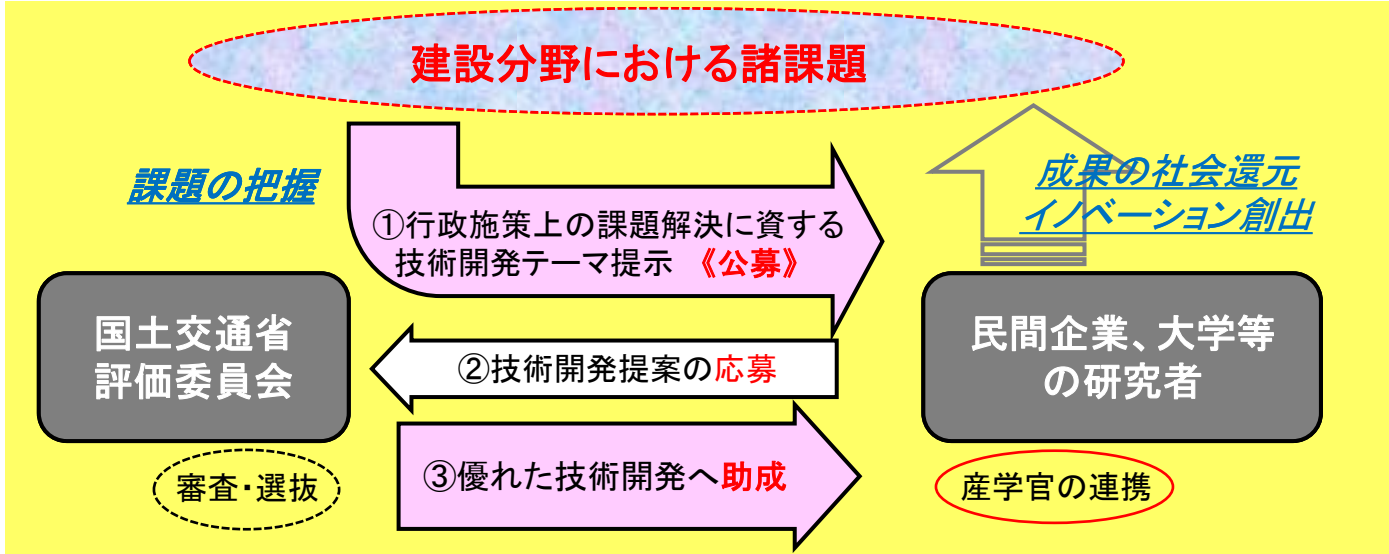 建設分野における諸課題
課題の把握
成果の社会還元
イノベーション創出
①行政施策上の課題解決に資する
技術開発テーマ提示 《公募》
国土交通省
評価委員会
民間企業、大学等
の研究者
②技術開発提案の応募
③優れた技術開発へ助成
審査・選抜
産学官の連携